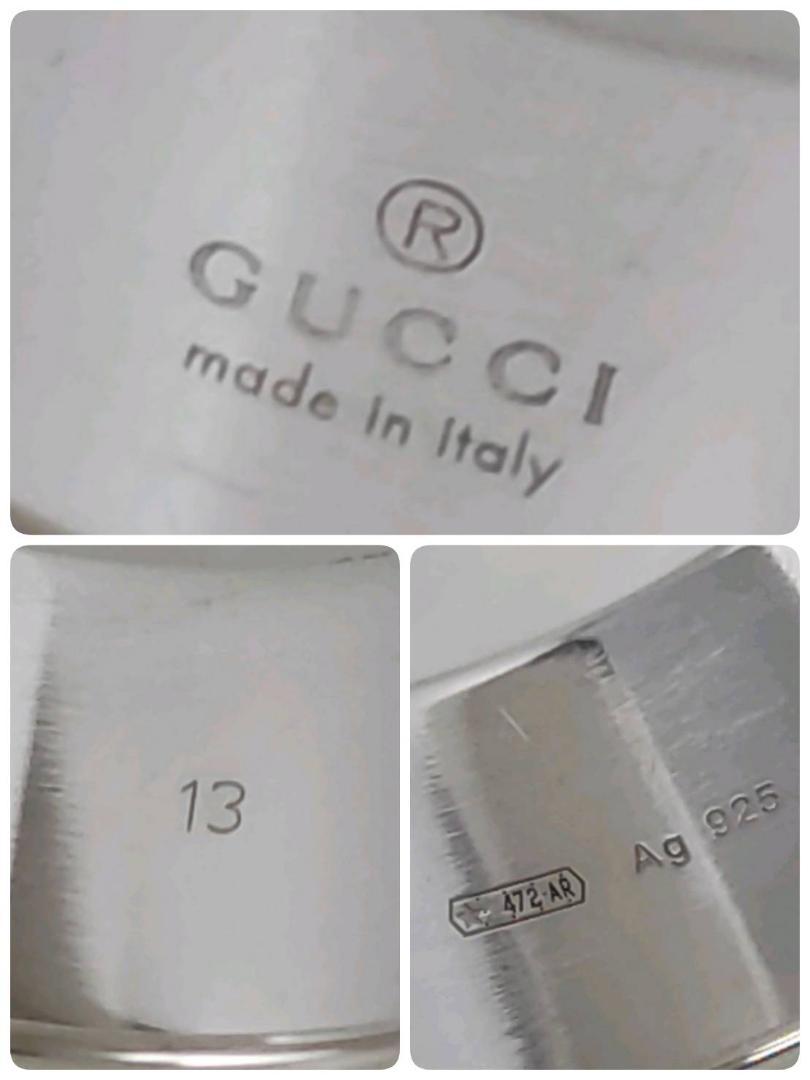 ®
GUCCI
made in Italy
13
472·AR
Ag 925